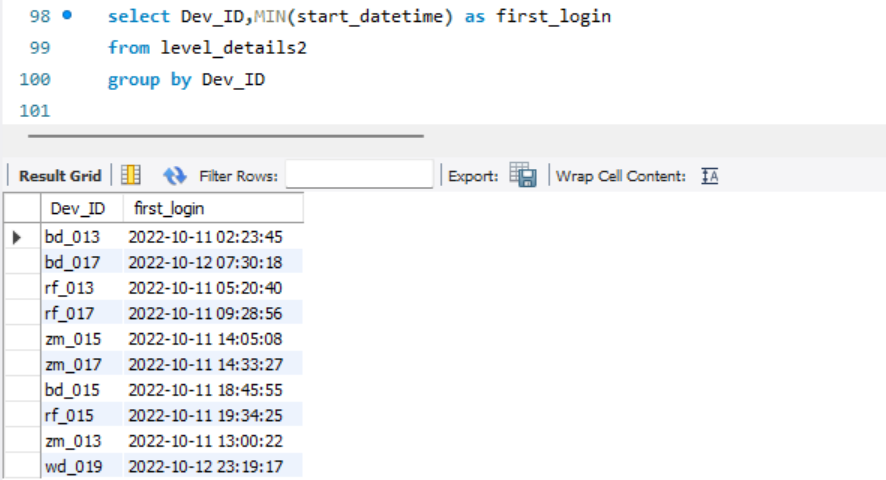 98 select Dev_ID,MIN(start_datetime) as first_login
99 from level_details2
100 group by Dev_ID
101
Result Grid Filter Rows: Export: Wrap Cell Content: IA
Dev_ID first_login
bd_013 2022-10-11 02:23:45
bd_017 2022-10-12 07:30:18
rf_013 2022-10-11 05:20:40
rf_017 2022-10-11 09:28:56
zm_015 2022-10-11 14:05:08
zm_017 2022-10-11 14:33:27
bd_015 2022-10-11 18:45:55
rf_015 2022-10-11 19:34:25
zm_013 2022-10-11 13:00:22
wd_019 2022-10-12 23:19:17